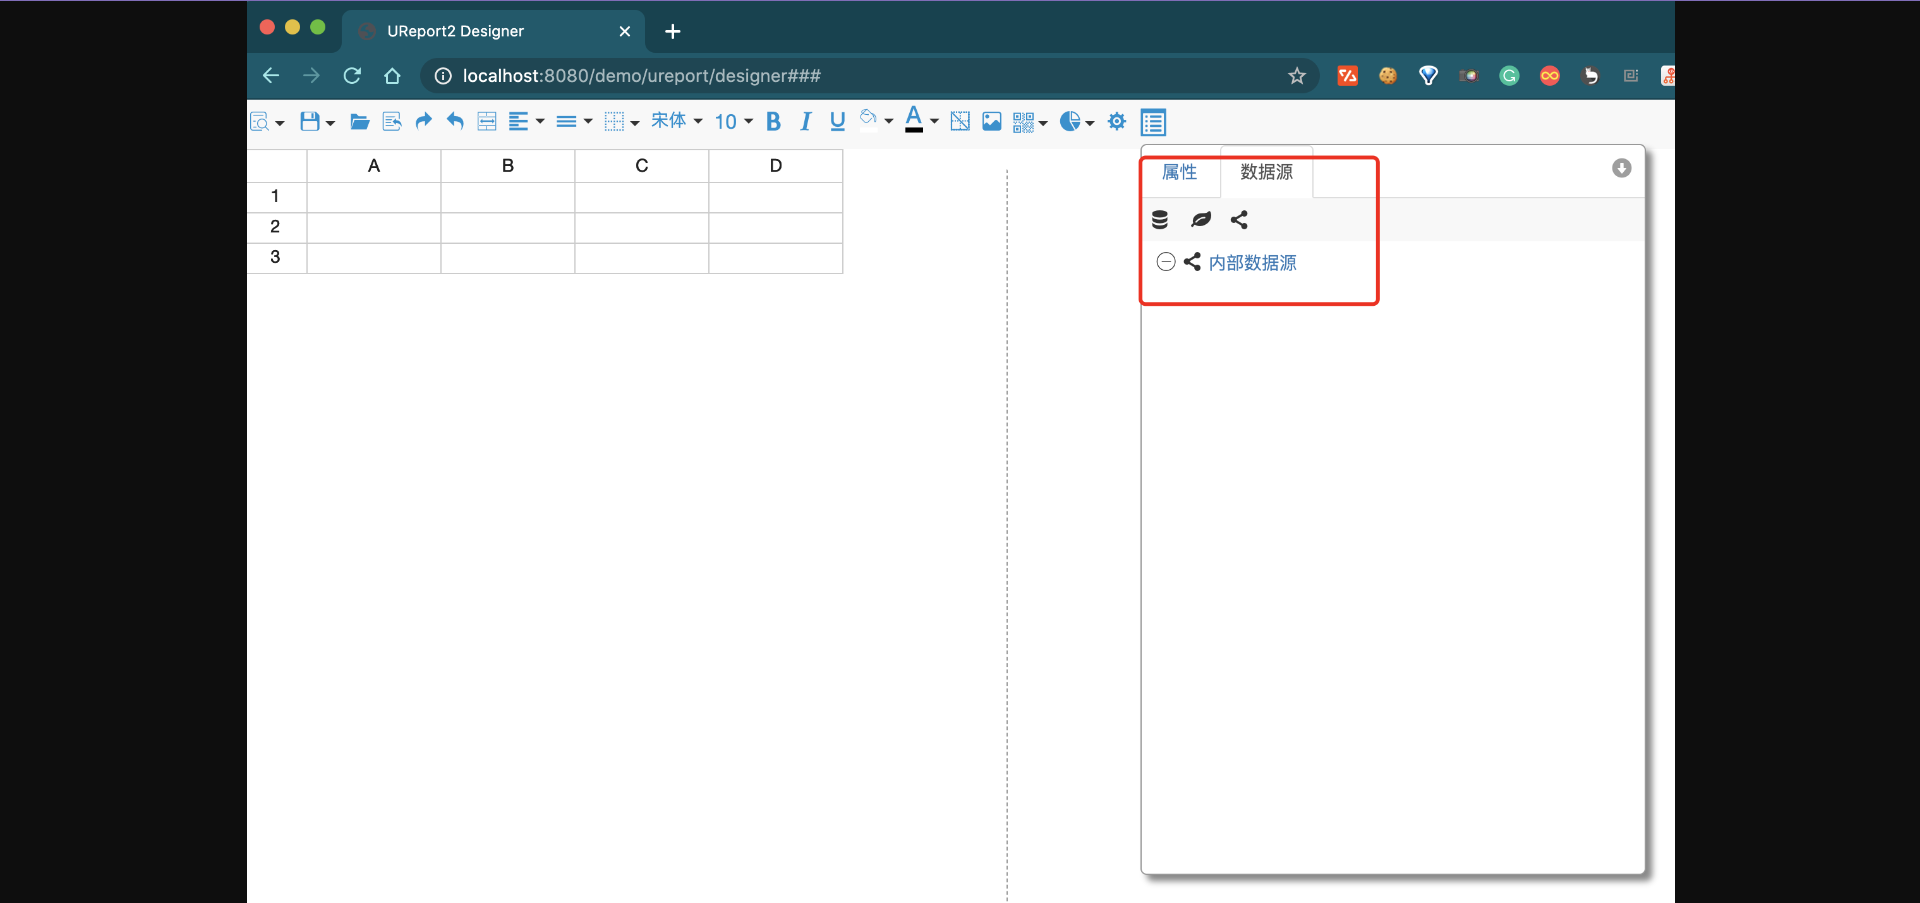 UReport2 Designer
localhost:8080/demo/ureport/designer###
宋体 10 B I U A
A B C D
1
2
3
属性 数据源
内部数据源